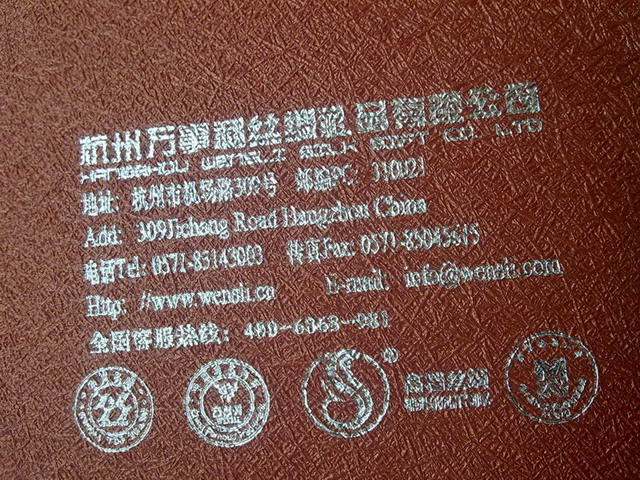 杭州万事利丝绸礼品有限公司
HANGZHOU WENSLI SILK GIFT CO., LTD
地址: 杭州市机场路309号 邮编PC: 310021
Add: 309Jichang Road Hangzhou China
电话Tel: 0571-85143003 传真Fax: 0571-85045615
Http: //www.wensli.cn E-mail: info@wensli.com
全国客服热线: 400-6363-981
®